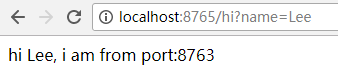 localhost:8765/hi?name=Lee
hi Lee, i am from port:8763